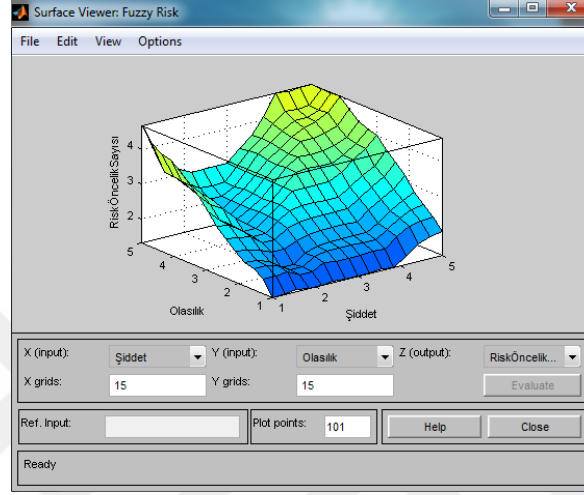 Surface Viewer: Fuzzy Risk
File Edit View Options
RiskÖncelikSayısı
4
3
2
5
4
3
2
1
Olasılık
1
2
3
4
5
Şiddet
X (input): Şiddet Y (input): Olasılık Z (output): RiskÖncelik...
X grids: 15 Y grids: 15 Evaluate
Ref. Input: Plot points: 101 Help Close
Ready